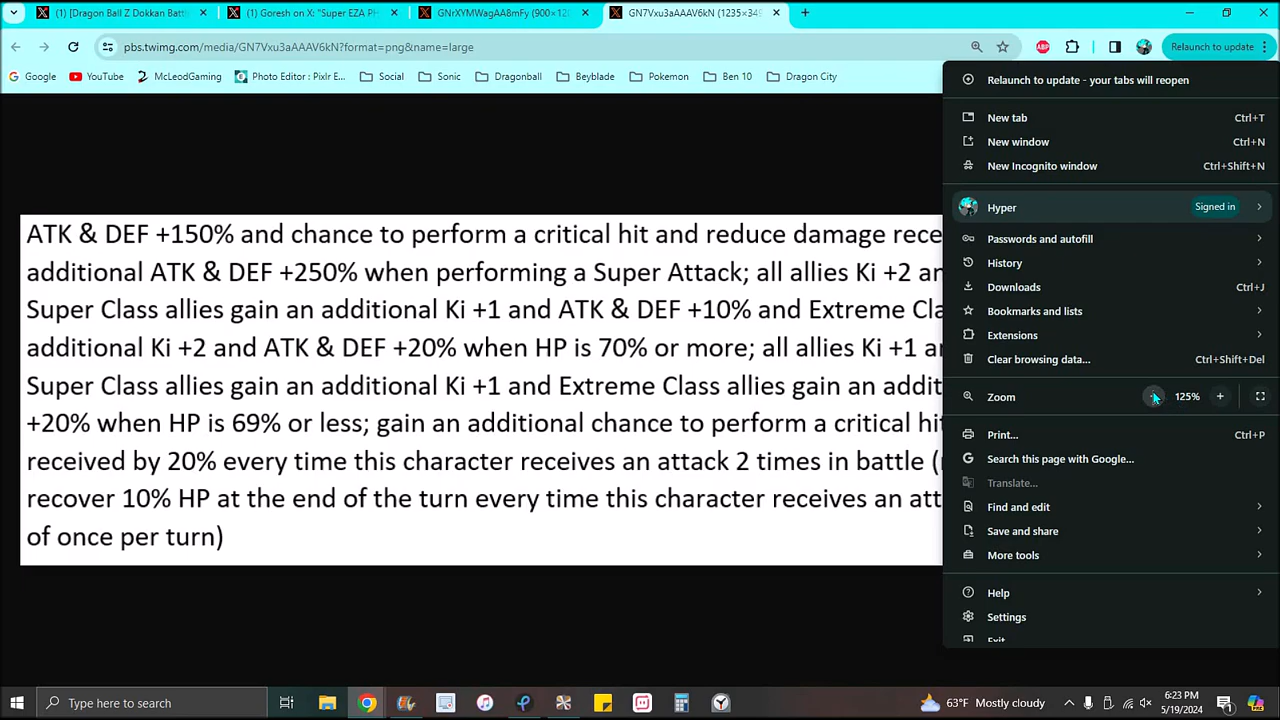 (1) [Dragon Ball Z Dokkan Battl
(1) Goresh on X: "Super EZA PH
GNrXYMWagAA8mFy (900×12
GN7Vxu3aAAAV6kN (1235×349
pbs.twimg.com/media/GN7Vxu3aAAAV6kN?format=png&name=large
ABP
Relaunch to update
Google
YouTube
McLeodGaming
Photo Editor : Pixlr E...
Social
Sonic
Dragonball
Beyblade
Pokemon
Ben 10
Dragon City
ATK & DEF +150% and chance to perform a critical hit and reduce damage rece
additional ATK & DEF +250% when performing a Super Attack; all allies Ki +2 an
Super Class allies gain an additional Ki +1 and ATK & DEF +10% and Extreme Cla
additional Ki +2 and ATK & DEF +20% when HP is 70% or more; all allies Ki +1 an
Super Class allies gain an additional Ki +1 and Extreme Class allies gain an addit
+20% when HP is 69% or less; gain an additional chance to perform a critical hit
received by 20% every time this character receives an attack 2 times in battle (
recover 10% HP at the end of the turn every time this character receives an att
of once per turn)
Relaunch to update - your tabs will reopen
New tab Ctrl+T
New window Ctrl+N
New Incognito window Ctrl+Shift+N
Hyper Signed in
Passwords and autofill
History
Downloads Ctrl+J
Bookmarks and lists
Extensions
Clear browsing data... Ctrl+Shift+Del
Zoom 125% +
Print... Ctrl+P
Search this page with Google...
Translate...
Find and edit
Save and share
More tools
Help
Settings
Exit
Type here to search
63°F Mostly cloudy
6:23 PM
5/19/2024